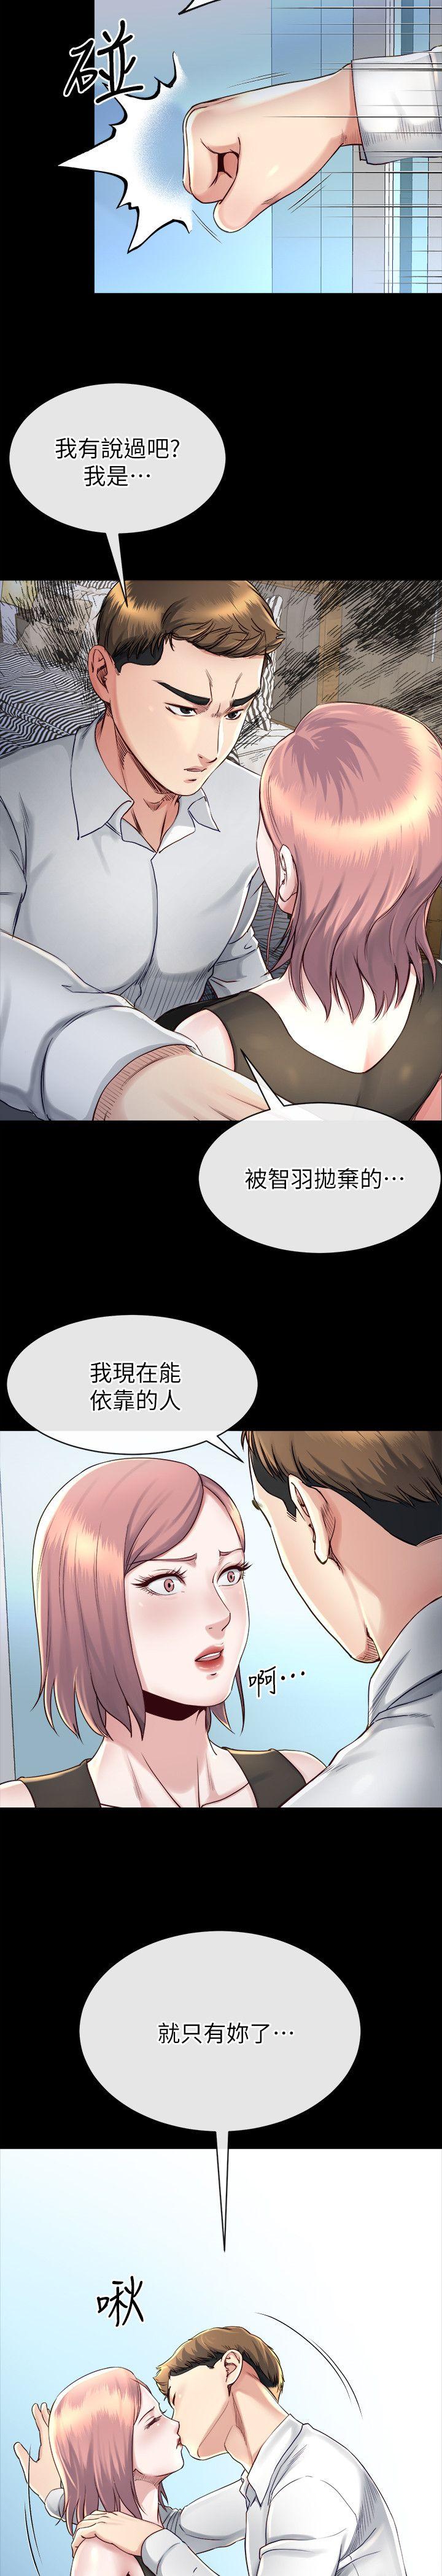 碰
我有說過吧?
我是⋯
被智羽拋棄的⋯
我現在能
依靠的人
啊⋯
就只有妳了⋯
啾